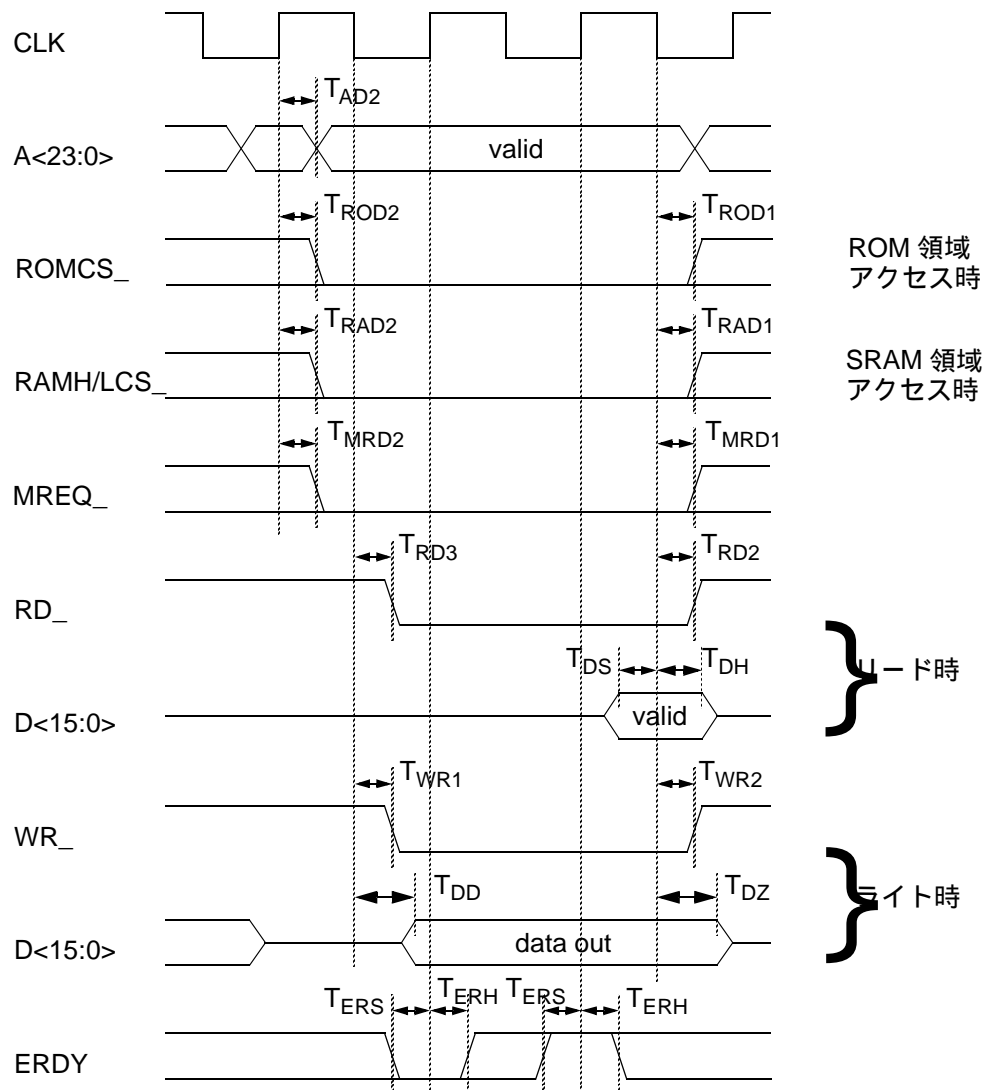 CLK
TAD2
A<23:0>
valid
TROD2
TROD1
ROMCS_
ROM 領域
アクセス時
TRAD2
TRAD1
RAMH/LCS_
SRAM 領域
アクセス時
TMRD2
TMRD1
MREQ_
TRD3
TRD2
RD_
TDS
TDH
リード時
D<15:0>
valid
TWR1
TWR2
WR_
TDD
TDZ
ライト時
D<15:0>
data out
TERS
TERH
TERS
TERH
ERDY